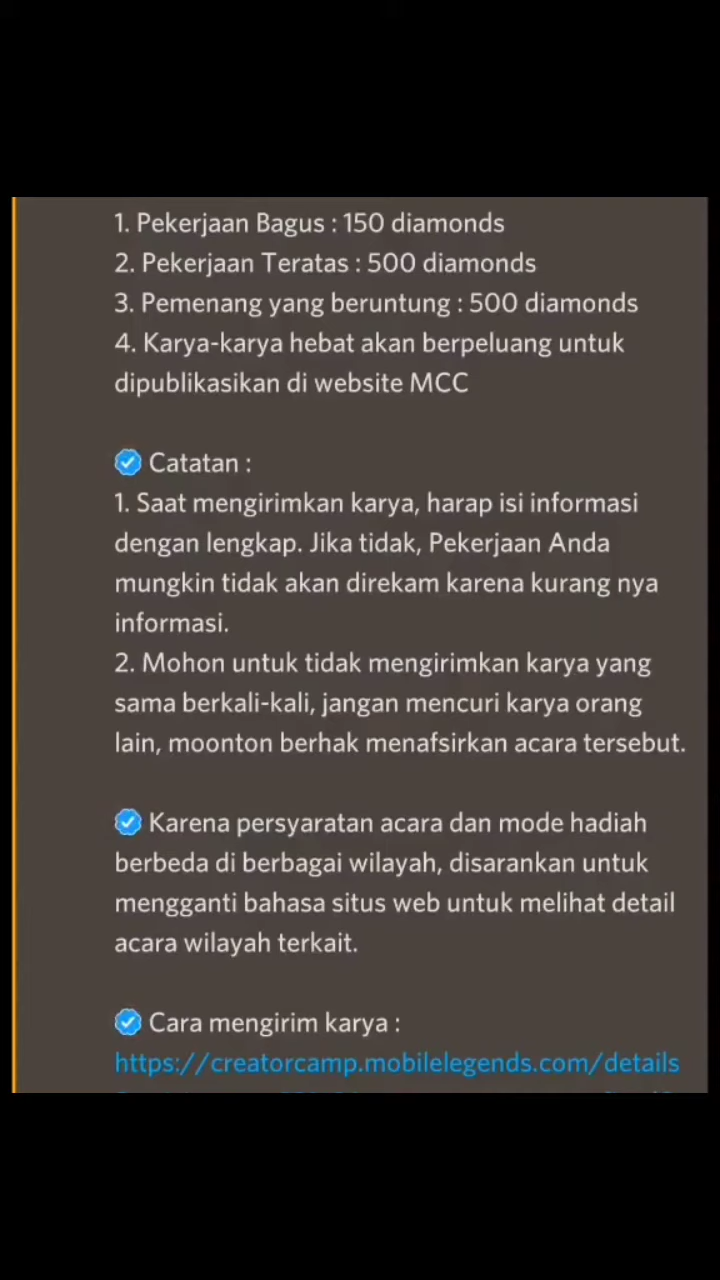 1. Pekerjaan Bagus : 150 diamonds
2. Pekerjaan Teratas : 500 diamonds
3. Pemenang yang beruntung : 500 diamonds
4. Karya-karya hebat akan berpeluang untuk
dipublikasikan di website MCC
Catatan :
1. Saat mengirimkan karya, harap isi informasi
dengan lengkap. Jika tidak, Pekerjaan Anda
mungkin tidak akan direkam karena kurang nya
informasi.
2. Mohon untuk tidak mengirimkan karya yang
sama berkali-kali, jangan mencuri karya orang
lain, moonton berhak menafsirkan acara tersebut.
Karena persyaratan acara dan mode hadiah
berbeda di berbagai wilayah, disarankan untuk
mengganti bahasa situs web untuk melihat detail
acara wilayah terkait.
Cara mengirim karya :
https://creatorcamp.mobilelegends.com/details